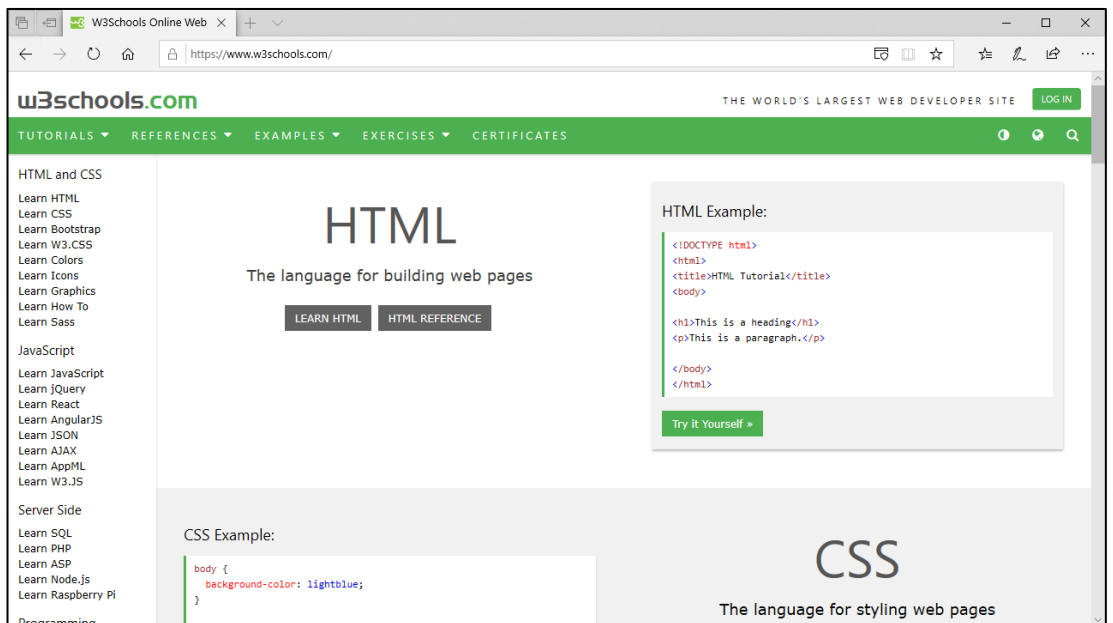 W3Schools Online Web
https://www.w3schools.com/
w3schools.com
THE WORLD'S LARGEST WEB DEVELOPER SITE
LOG IN
TUTORIALS REFERENCES EXAMPLES EXERCISES CERTIFICATES
HTML and CSS
Learn HTML
Learn CSS
Learn Bootstrap
Learn W3.CSS
Learn Colors
Learn Icons
Learn Graphics
Learn How To
Learn Sass
JavaScript
Learn JavaScript
Learn jQuery
Learn React
Learn AngularJS
Learn JSON
Learn AJAX
Learn AppML
Learn W3.JS
Server Side
Learn SQL
Learn PHP
Learn ASP
Learn Node.js
Learn Raspberry Pi
Programming
HTML
The language for building web pages
LEARN HTML HTML REFERENCE
HTML Example:
<!DOCTYPE html>
<html>
<title>HTML Tutorial</title>
<body>
<h1>This is a heading</h1>
<p>This is a paragraph.</p>
</body>
</html>
Try it Yourself »
CSS Example:
body {
background-color: lightblue;
}
CSS
The language for styling web pages